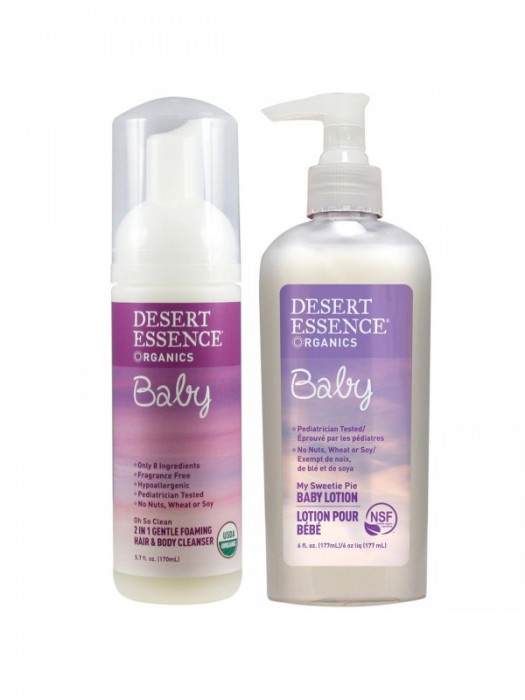 DESERT
ESSENCE®
ORGANICS
Baby
• Only 8 Ingredients
• Fragrance Free
• Hypoallergenic
• Pediatrician Tested
• No Nuts, Wheat or Soy
Oh So Clean
2 IN 1 GENTLE FOAMING
HAIR & BODY CLEANSER
5.7 fl. oz. (170mL)
USDA
ORGANIC
DESERT
ESSENCE®
ORGANICS
Baby
• Pediatrician Tested/
Éprouvé par les pédiatres
• No Nuts, Wheat or Soy/
Exempt de noix,
de blé et de soya
My Sweetie Pie
BABY LOTION
LOTION POUR
BÉBÉ
6 fl. oz. (177mL)/6 oz liq (177 mL)
NSF